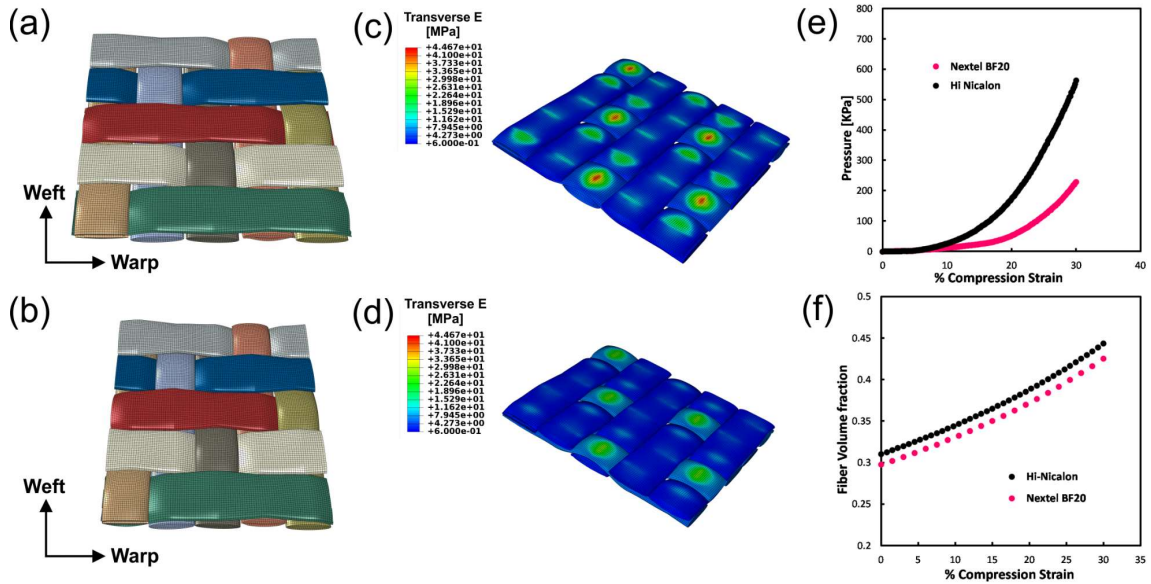 (a)
Weft
Warp
(c)
Transverse E
[MPa]
+4.467e+01
+4.100e+01
+3.733e+01
+3.365e+01
+2.998e+01
+2.631e+01
+2.264e+01
+1.896e+01
+1.529e+01
+1.162e+01
+7.945e+00
+4.273e+00
+6.000e-01
(e)
800
700
600
500
400
300
200
100
0
Pressure [KPa]
Nextel BF20
Hi Nicalon
0 10 20 30 40
% Compression Strain
(b)
Weft
Warp
(d)
Transverse E
[MPa]
+4.467e+01
+4.100e+01
+3.733e+01
+3.365e+01
+2.998e+01
+2.631e+01
+2.264e+01
+1.896e+01
+1.529e+01
+1.162e+01
+7.945e+00
+4.273e+00
+6.000e-01
(f)
0.5
0.45
0.4
0.35
0.3
0.25
0.2
Fiber Volume fraction
Hi-Nicalon
Nextel BF20
0 5 10 15 20 25 30 35
% Compression Strain